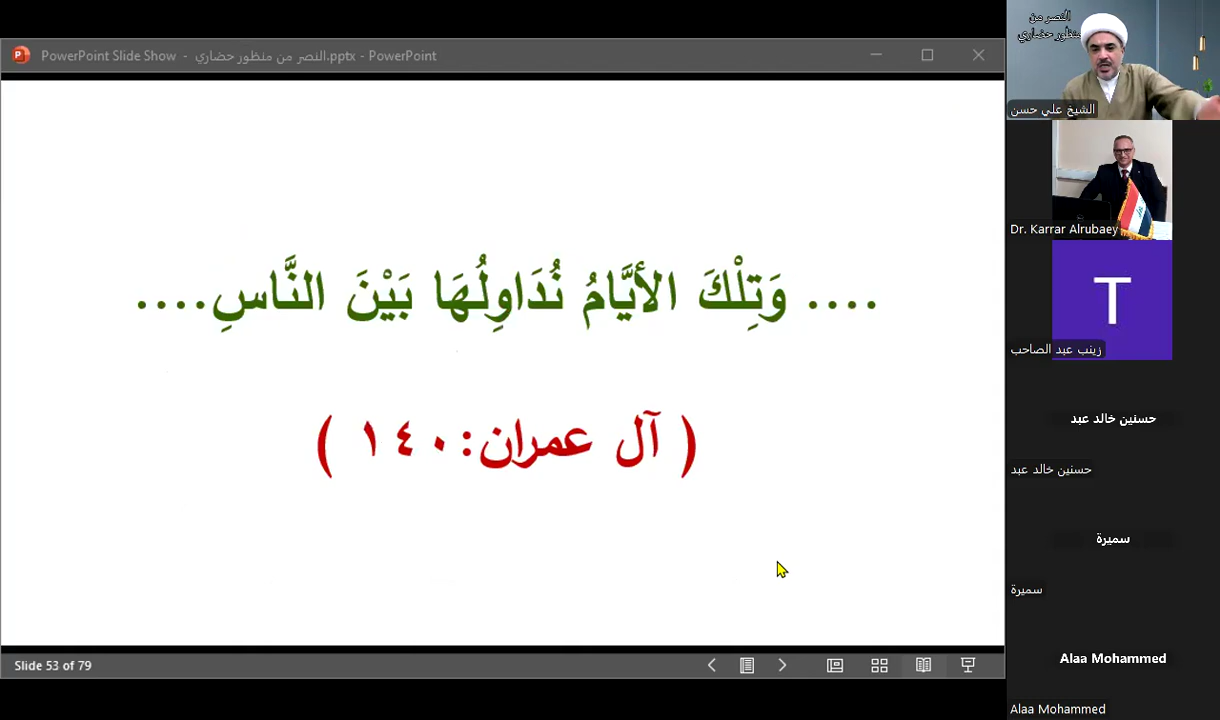 PowerPoint Slide Show - النصر من منظور حضاري.pptx - PowerPoint
.... وَتِلْكَ الأيَّامُ نُدَاوِلُهَا بَيْنَ النَّاسِ....
( آل عمران:١٤٠ )
Slide 53 of 79
النصر من
منظور حضاري
الشيخ علي حسن
Dr. Karrar Alrubaey
T
زينب عبد الصاحب
حسنين خالد عبد
حسنين خالد عبد
سميرة
سميرة
Alaa Mohammed
Alaa Mohammed